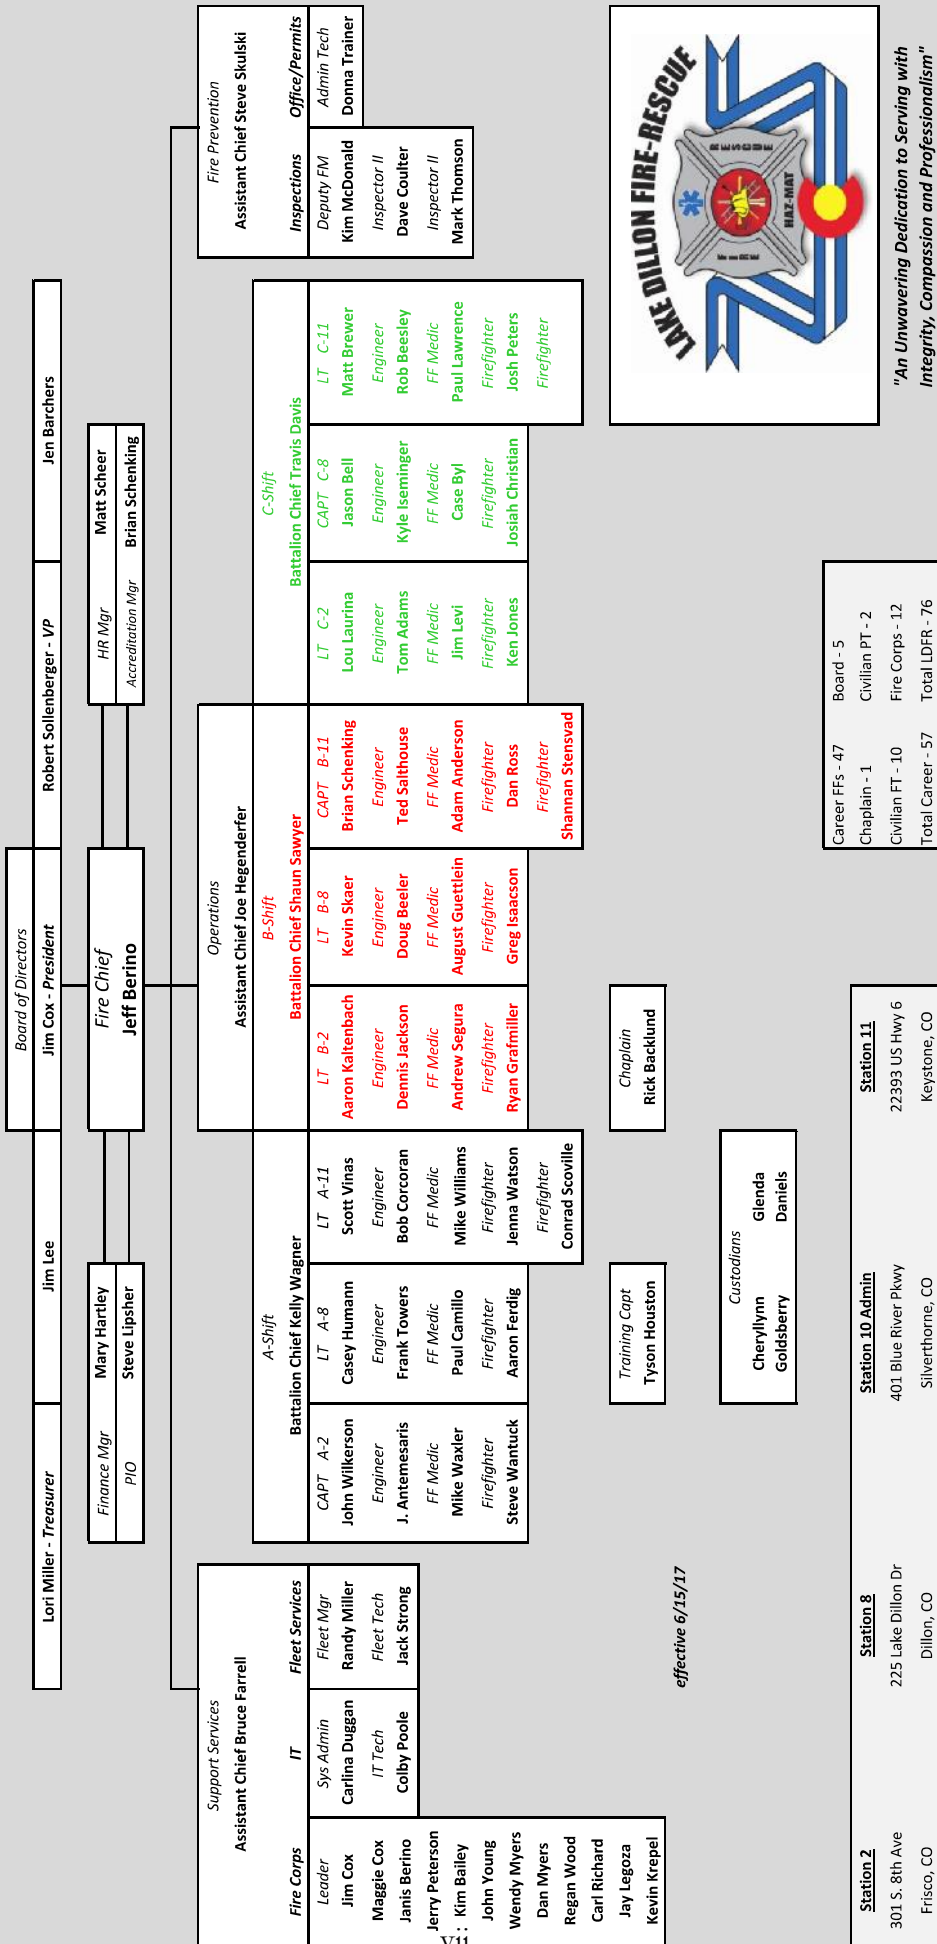 Board of Directors
Lori Miller - Treasurer
Jim Lee
Jim Cox - President
Robert Sollenberger - VP
Jen Barchers
Finance Mgr Mary Hartley
PIO Steve Lipsher
Fire Chief
Jeff Berino
HR Mgr Matt Scheer
Accreditation Mgr Brian Schenking
Support Services
Assistant Chief Bruce Farrell
Fire Corps
Leader
Jim Cox
Maggie Cox
Janis Berino
Jerry Peterson
Kim Bailey
John Young
Wendy Myers
Dan Myers
Regan Wood
Carl Richard
Jay Legoza
Kevin Krepel
IT
Sys Admin
Carlina Duggan
IT Tech
Colby Poole
Fleet Services
Fleet Mgr
Randy Miller
Fleet Tech
Jack Strong
Operations
Assistant Chief Joe Hegenderfer
A-Shift
Battalion Chief Kelly Wagner
CAPT A-2
John Wilkerson
Engineer
J. Antemesaris
FF Medic
Mike Waxler
Firefighter
Steve Wantuck
LT A-8
Casey Humann
Engineer
Frank Towers
FF Medic
Paul Camillo
Firefighter
Aaron Ferdig
LT A-11
Scott Vinas
Engineer
Bob Corcoran
FF Medic
Mike Williams
Firefighter
Jenna Watson
Firefighter
Conrad Scoville
B-Shift
Battalion Chief Shaun Sawyer
LT B-2
Aaron Kaltenbach
Engineer
Dennis Jackson
FF Medic
Andrew Segura
Firefighter
Ryan Grafmiller
LT B-8
Kevin Skaer
Engineer
Doug Beeler
FF Medic
August Guettlein
Firefighter
Greg Isaacson
CAPT B-11
Brian Schenking
Engineer
Ted Salthouse
FF Medic
Adam Anderson
Firefighter
Dan Ross
Firefighter
Shannan Stensvad
C-Shift
Battalion Chief Travis Davis
LT C-2
Lou Laurina
Engineer
Tom Adams
FF Medic
Jim Levi
Firefighter
Ken Jones
CAPT C-8
Jason Bell
Engineer
Kyle Iseminger
FF Medic
Case Byl
Firefighter
Josiah Christian
LT C-11
Matt Brewer
Engineer
Rob Beesley
FF Medic
Paul Lawrence
Firefighter
Josh Peters
Firefighter
Fire Prevention
Assistant Chief Steve Skulski
Inspections
Deputy FM
Kim McDonald
Inspector II
Dave Coulter
Inspector II
Mark Thomson
Office/Permits
Admin Tech
Donna Trainer
Training Capt
Tyson Houston
Chaplain
Rick Backlund
Custodians
Cheryllynn
Goldsberry
Glenda
Daniels
effective 6/15/17
LAKE DILLON FIRE-RESCUE
FIRE
RESCUE
HAZ-MAT
"An Unwavering Dedication to Serving with
Integrity, Compassion and Professionalism"
Career FFs - 47 Board - 5
Chaplain - 1 Civilian PT - 2
Civilian FT - 10 Fire Corps - 12
Total Career - 57 Total LDFR - 76
Station 2
301 S. 8th Ave
Frisco, CO
Station 8
225 Lake Dillon Dr
Dillon, CO
Station 10 Admin
401 Blue River Pkwy
Silverthorne, CO
Station 11
22393 US Hwy 6
Keystone, CO
vii